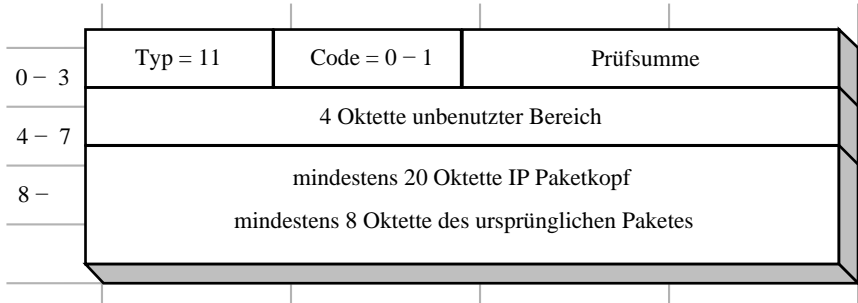 Typ = 11 Code = 0 − 1 Prüfsumme
0 − 3
4 Oktette unbenutzter Bereich
4 − 7
mindestens 20 Oktette IP Paketkopf
8 −
mindestens 8 Oktette des ursprünglichen Paketes